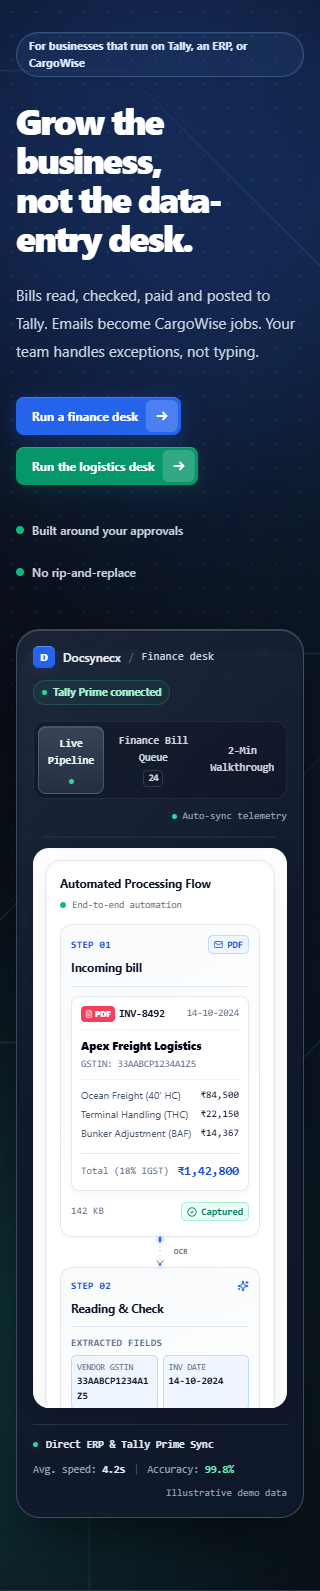 For businesses that run on Tally, an ERP, or
CargoWise
Grow the
business,
not the data-
entry desk.
Bills read, checked, paid and posted to
Tally. Emails become CargoWise jobs. Your
team handles exceptions, not typing.
Run a finance desk →
Run the logistics desk →
Built around your approvals
No rip-and-replace
D Docsynecx / Finance desk
Tally Prime connected
Live
Pipeline
Finance Bill
Queue
24
2-Min
Walkthrough
Auto-sync telemetry
Automated Processing Flow
End-to-end automation
STEP 01 PDF
Incoming bill
PDF INV-8492 14-10-2024
Apex Freight Logistics
GSTIN: 33AABCP1234A1Z5
Ocean Freight (40' HC) ₹84,500
Terminal Handling (THC) ₹22,150
Bunker Adjustment (BAF) ₹14,367
Total (18% IGST) ₹1,42,800
142 KB Captured
OCR
STEP 02
Reading & Check
EXTRACTED FIELDS
VENDOR GSTIN
33AABCP1234A1
Z5
INV DATE
14-10-2024
Direct ERP & Tally Prime Sync
Avg. speed: 4.2s | Accuracy: 99.8%
Illustrative demo data